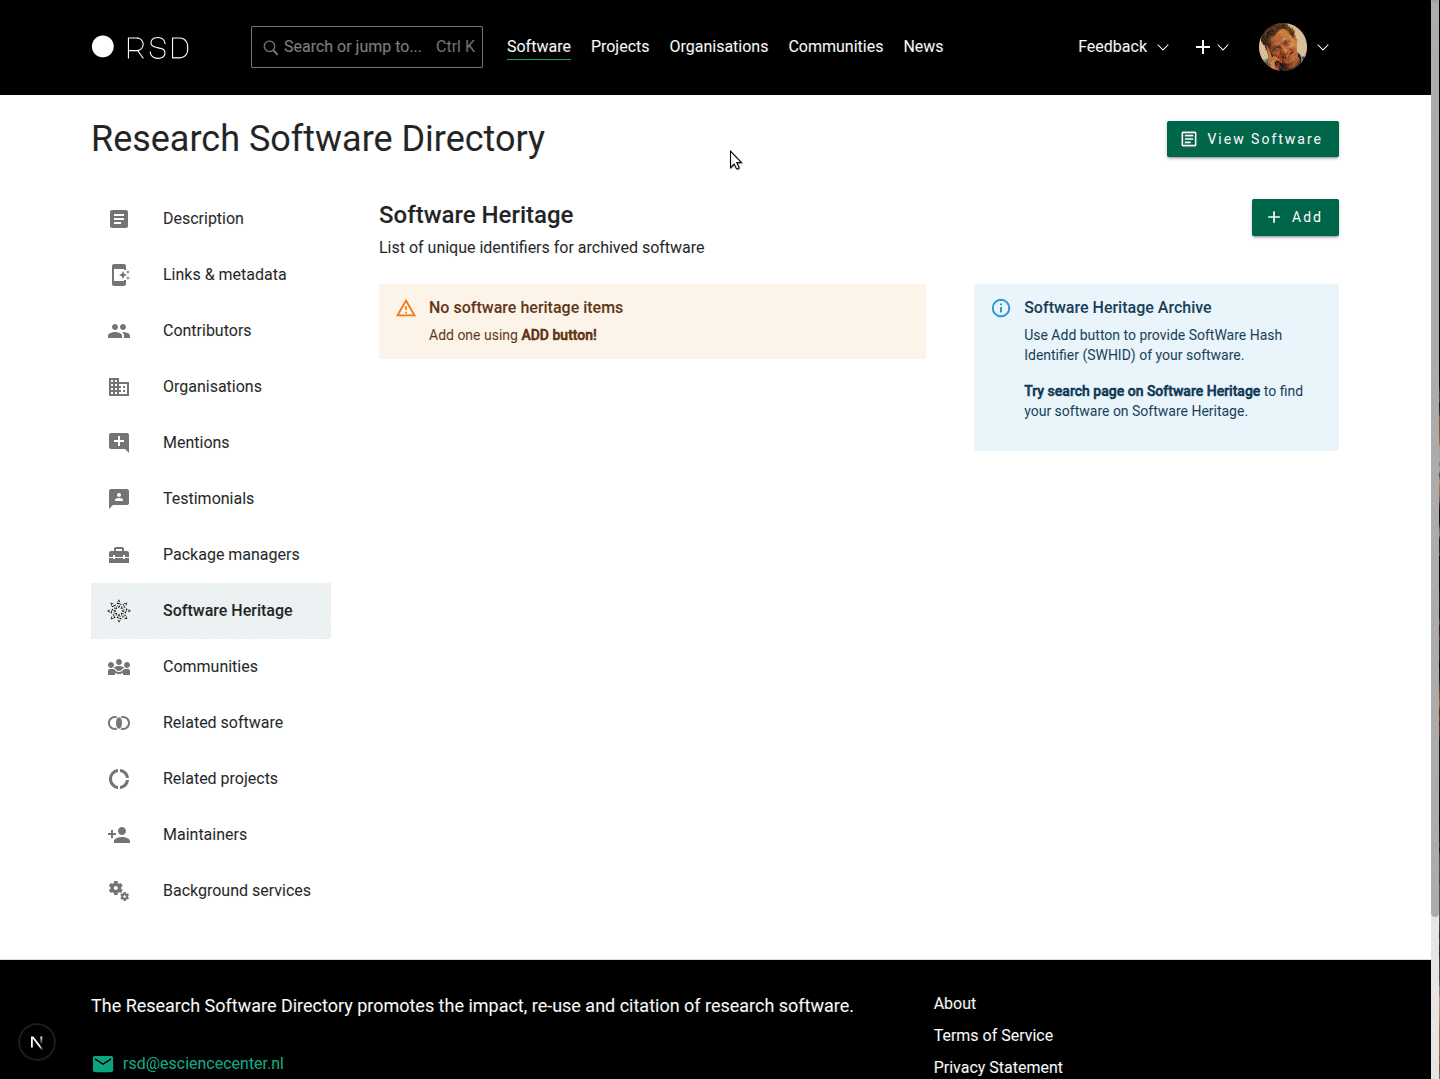 RSD
Search or jump to... Ctrl K
Software
Projects
Organisations
Communities
News
Feedback
Research Software Directory
View Software
Description
Links & metadata
Contributors
Organisations
Mentions
Testimonials
Package managers
Software Heritage
Communities
Related software
Related projects
Maintainers
Background services
Software Heritage
List of unique identifiers for archived software
Add
No software heritage items
Add one using ADD button!
Software Heritage Archive
Use Add button to provide SoftWare Hash
Identifier (SWHID) of your software.
Try search page on Software Heritage to find
your software on Software Heritage.
The Research Software Directory promotes the impact, re-use and citation of research software.
rsd@esciencecenter.nl
About
Terms of Service
Privacy Statement
N